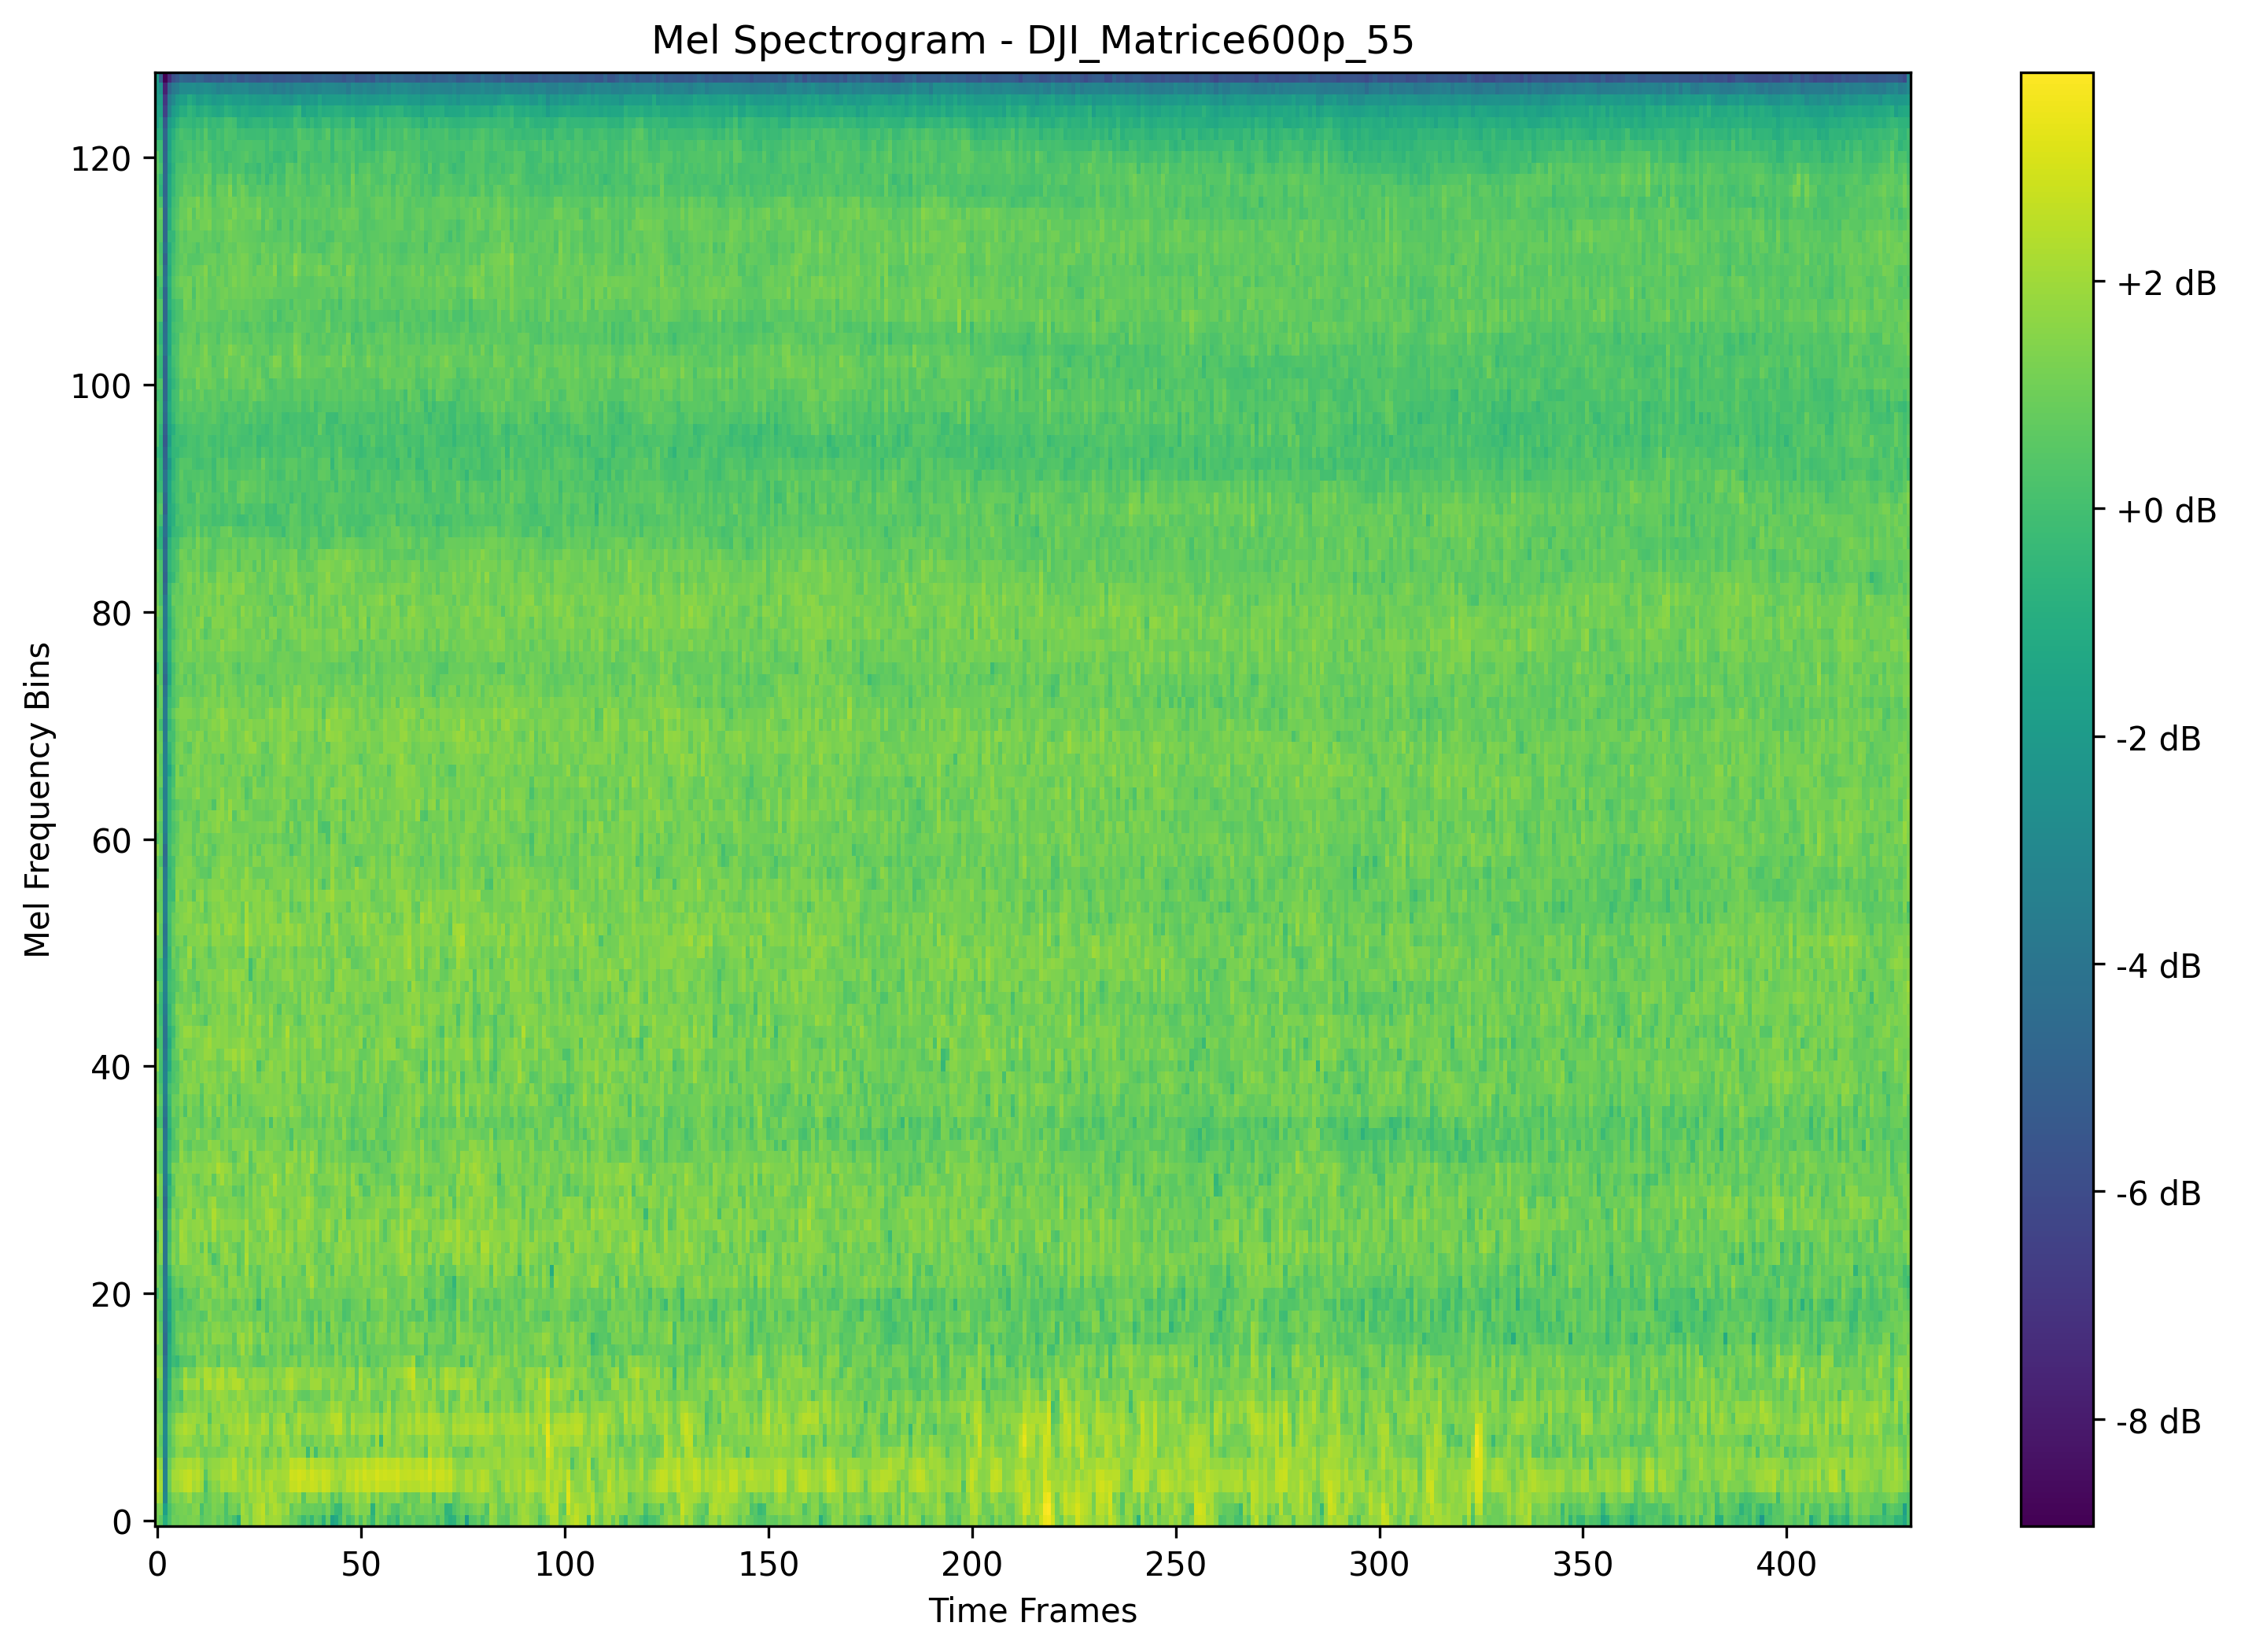 Mel Spectrogram - DJI_Matrice600p_55
Mel Frequency Bins
120
100
80
60
40
20
0
0 50 100 150 200 250 300 350 400
Time Frames
+2 dB
+0 dB
-2 dB
-4 dB
-6 dB
-8 dB